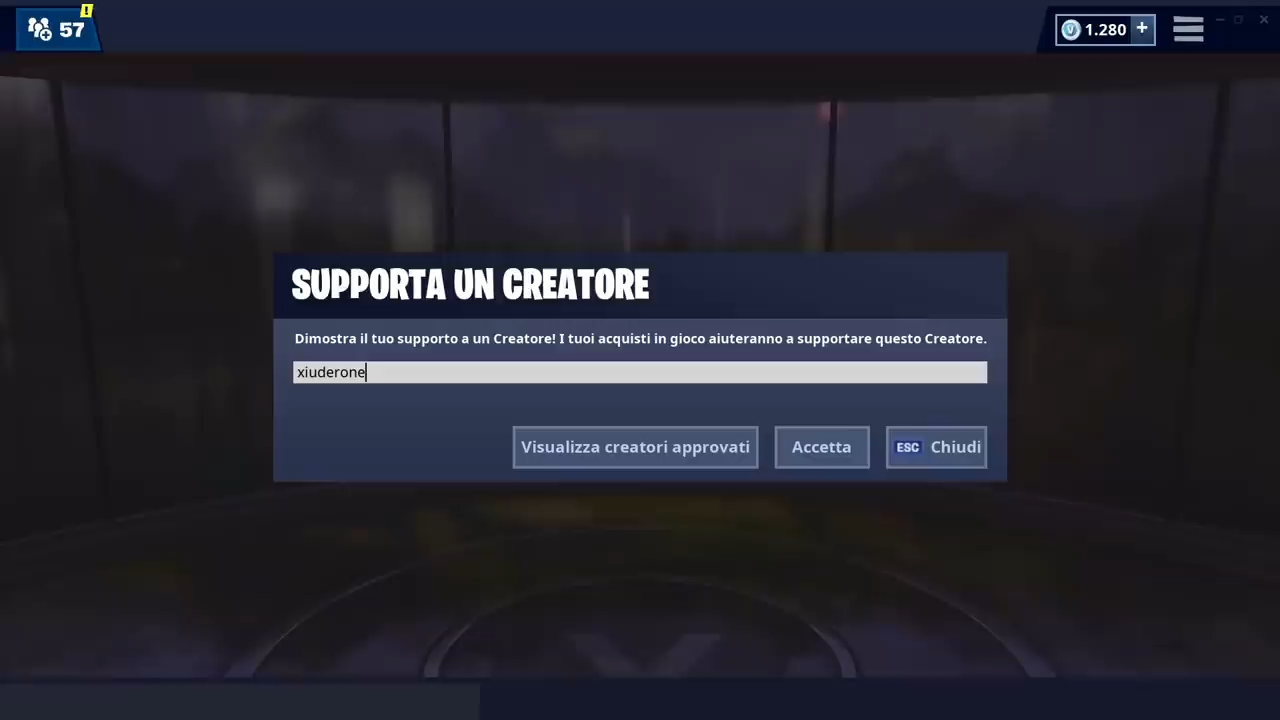 57
!
1.280 +
SUPPORTA UN CREATORE
Dimostra il tuo supporto a un Creatore! I tuoi acquisti in gioco aiuteranno a supportare questo Creatore.
xiuderone
Visualizza creatori approvati
Accetta
ESC Chiudi